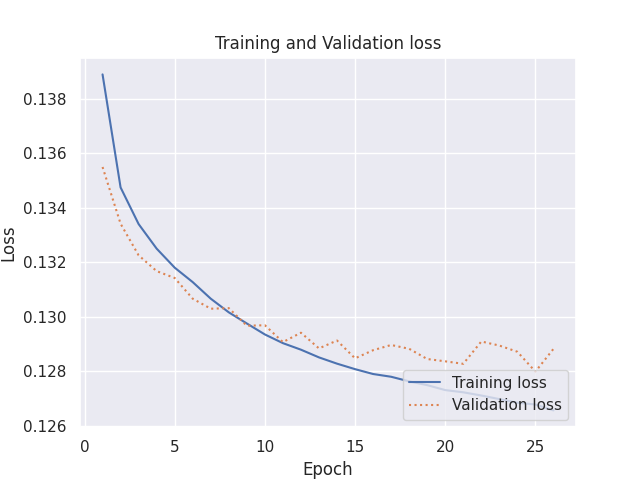 Training and Validation loss
0.138
0.136
0.134
0.132
0.130
0.128
0.126
Loss
0 5 10 15 20 25
Epoch
Training loss
Validation loss